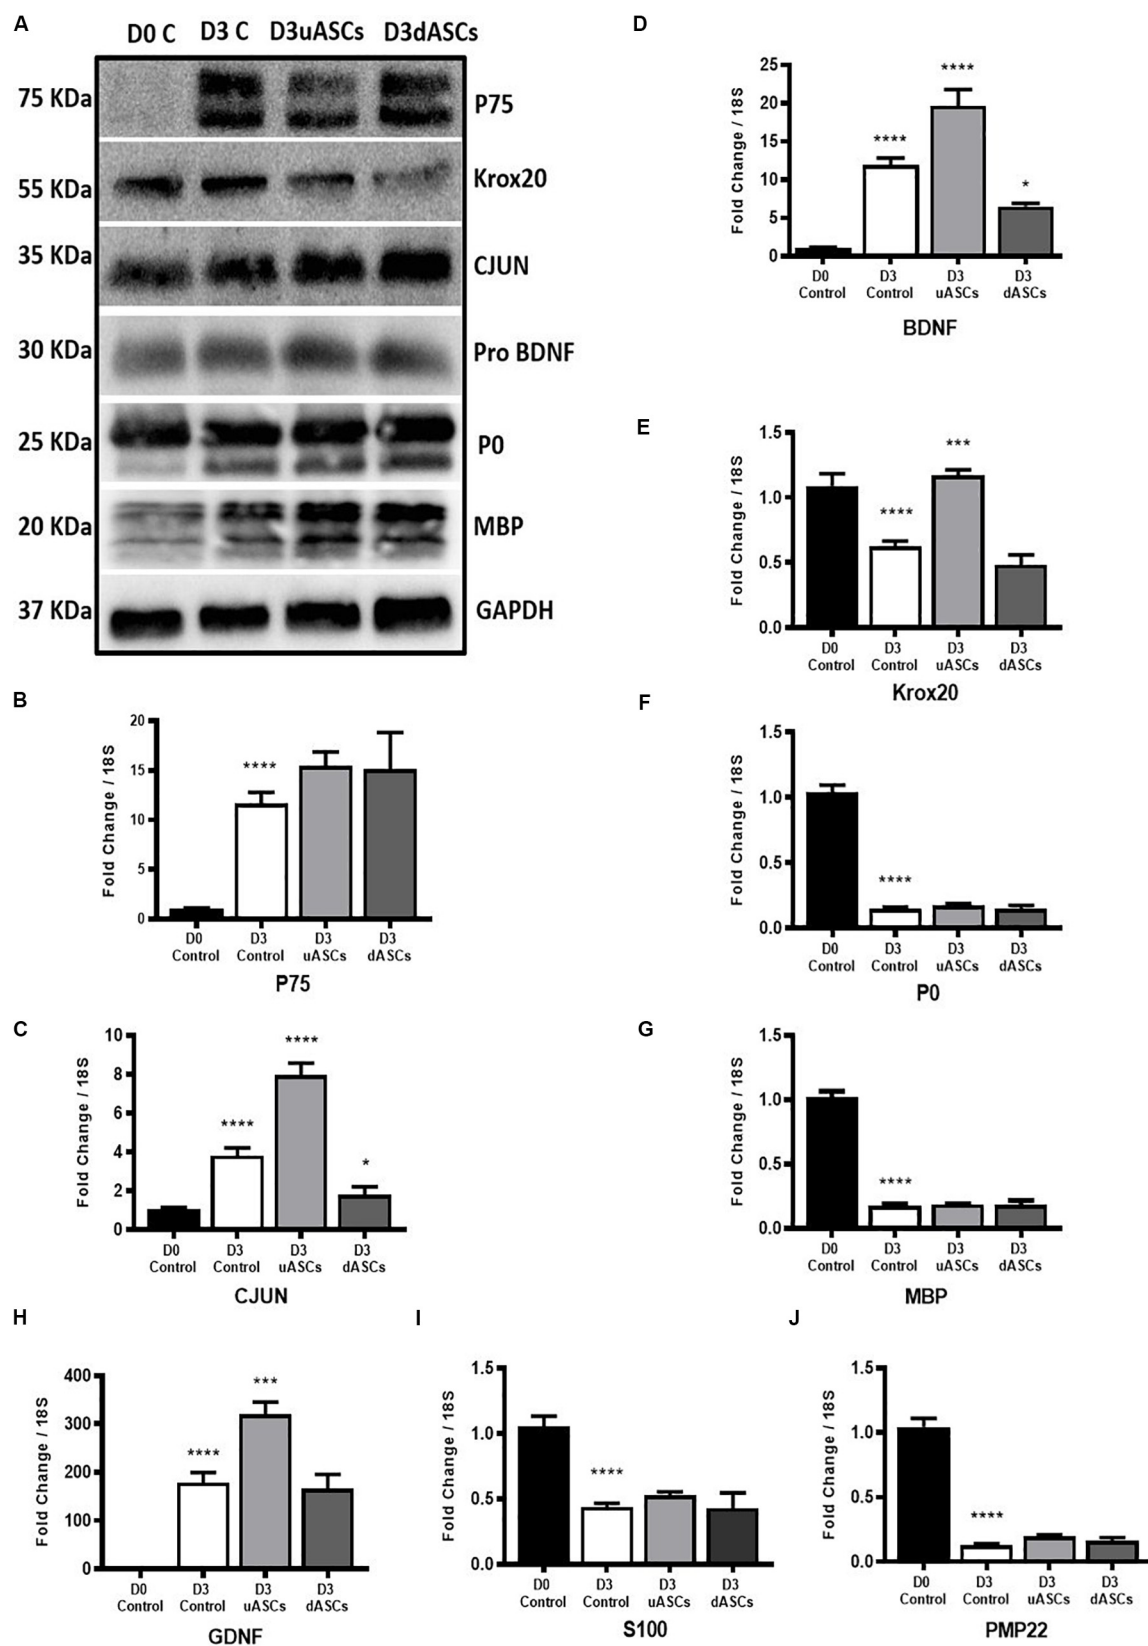 A
D0 C D3 C D3uASCs D3dASCs
75 KDa P75
55 KDa Krox20
35 KDa CJUN
30 KDa Pro BDNF
25 KDa P0
20 KDa MBP
37 KDa GAPDH
B
Fold Change / 18S
20
15
10
5
0
****
D0 Control
D3 Control
D3 uASCs
D3 dASCs
P75
C
Fold Change / 18S
10
8
6
4
2
0
****
****
*
D0 Control
D3 Control
D3 uASCs
D3 dASCs
CJUN
D
Fold Change / 18S
25
20
15
10
5
0
****
****
*
D0 Control
D3 Control
D3 uASCs
D3 dASCs
BDNF
E
Fold Change / 18S
1.5
1.0
0.5
0.0
****
***
D0 Control
D3 Control
D3 uASCs
D3 dASCs
Krox20
F
Fold Change / 18S
1.5
1.0
0.5
0.0
****
D0 Control
D3 Control
D3 uASCs
D3 dASCs
P0
G
Fold Change / 18S
1.5
1.0
0.5
0.0
****
D0 Control
D3 Control
D3 uASCs
D3 dASCs
MBP
H
Fold Change / 18S
400
300
200
100
0
****
***
D0 Control
D3 Control
D3 uASCs
D3 dASCs
GDNF
I
Fold Change / 18S
1.5
1.0
0.5
0.0
****
D0 Control
D3 Control
D3 uASCs
D3 dASCs
S100
J
Fold Change / 18S
1.5
1.0
0.5
0.0
****
D0 Control
D3 Control
D3 uASCs
D3 dASCs
PMP22